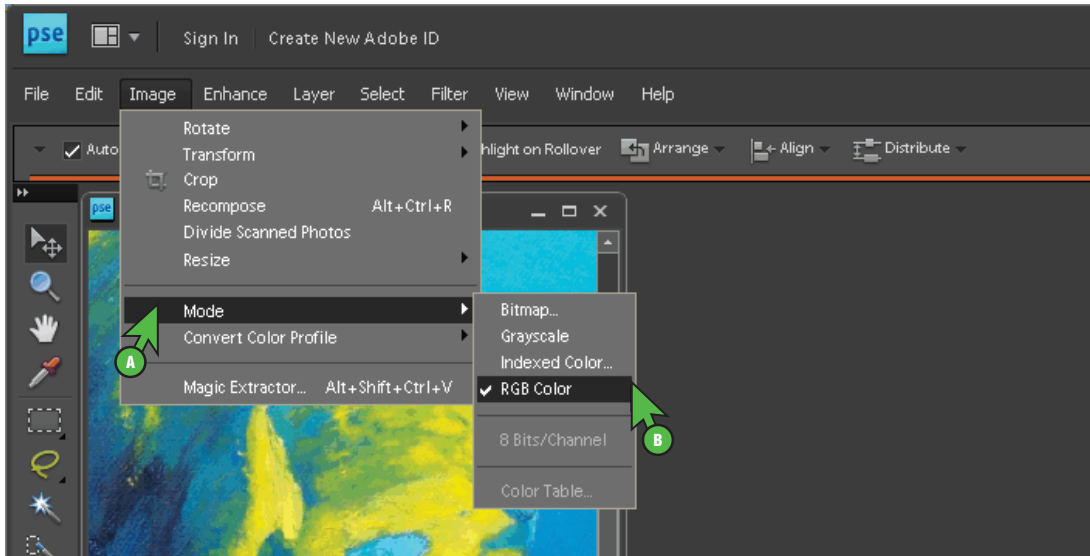 pse Sign In Create New Adobe ID
File Edit Image Enhance Layer Select Filter View Window Help
Auto hlight on Rollover Arrange Align Distribute
Rotate
Transform
Crop
Recompose Alt+Ctrl+R
Divide Scanned Photos
Resize
pse
Mode
Convert Color Profile
Magic Extractor... Alt+Shift+Ctrl+V
A
Bitmap...
Grayscale
Indexed Color...
RGB Color
8 Bits/Channel
Color Table...
B